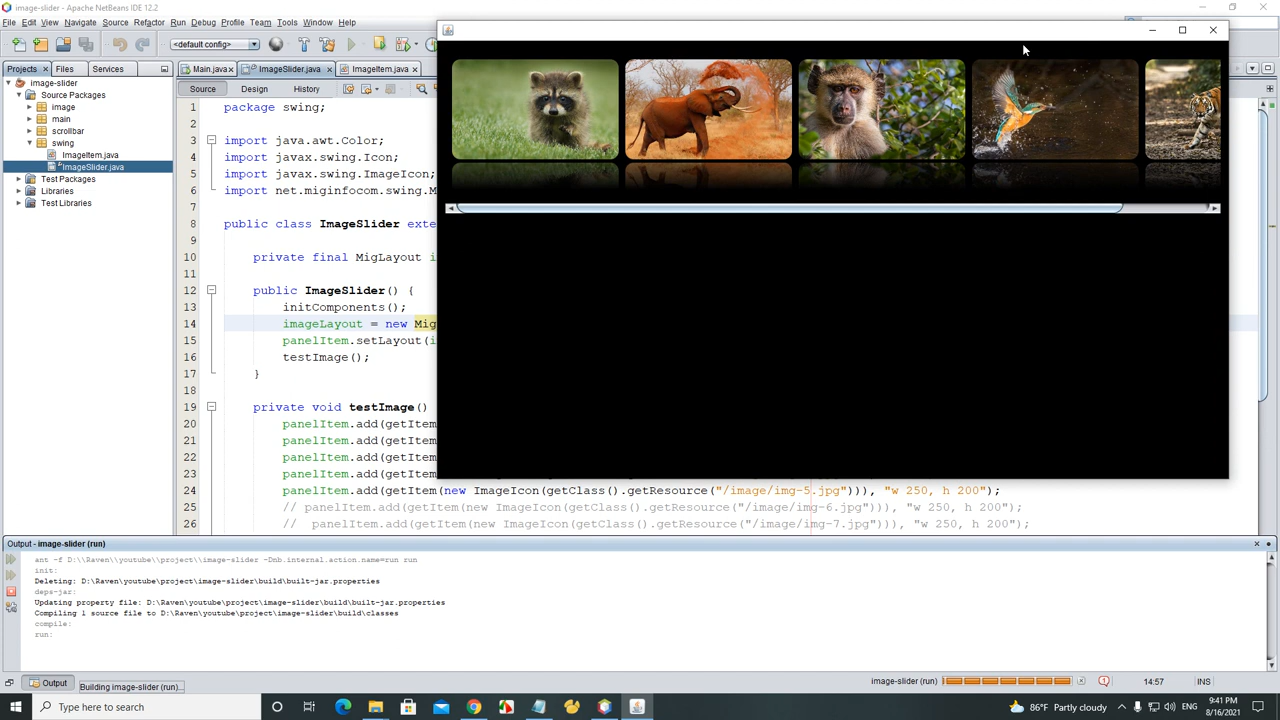 image-slider - Apache NetBeans IDE 12.2
File Edit View Navigate Source Refactor Run Debug Profile Team Tools Window Help
<default config>
Projects × Files Services
Main.java × ImageSlider.java × ImageItem.java ×
Source Design History
image-slider
Source Packages
image
main
scrollbar
swing
ImageItem.java
ImageSlider.java
Test Packages
Libraries
Test Libraries
1 package swing;
2
3 import java.awt.Color;
4 import javax.swing.Icon;
5 import javax.swing.ImageIcon;
6 import net.miginfocom.swing.M
7
8 public class ImageSlider exte
9
10 private final MigLayout i
11
12 public ImageSlider() {
13 initComponents();
14 imageLayout = new Mig
15 panelItem.setLayout(i
16 testImage();
17 }
18
19 private void testImage()
20 panelItem.add(getItem
21 panelItem.add(getItem
22 panelItem.add(getItem
23 panelItem.add(getItem
24 panelItem.add(getItem(new ImageIcon(getClass().getResource("/image/img-5.jpg"))), "w 250, h 200");
25 // panelItem.add(getItem(new ImageIcon(getClass().getResource("/image/img-6.jpg"))), "w 250, h 200");
26 //  panelItem.add(getItem(new ImageIcon(getClass().getResource("/image/img-7.jpg"))), "w 250, h 200");
Output - image-slider (run)
ant -f D:\\Raven\\youtube\\project\\image-slider -Dnb.internal.action.name=run run
init:
Deleting: D:\Raven\youtube\project\image-slider\build\built-jar.properties
deps-jar:
Updating property file: D:\Raven\youtube\project\image-slider\build\built-jar.properties
Compiling 1 source file to D:\Raven\youtube\project\image-slider\build\classes
compile:
run:
Output
Building image-slider (run)...
image-slider (run)
14:57
INS
Type here to search
86°F Partly cloudy
ENG
9:41 PM
8/16/2021